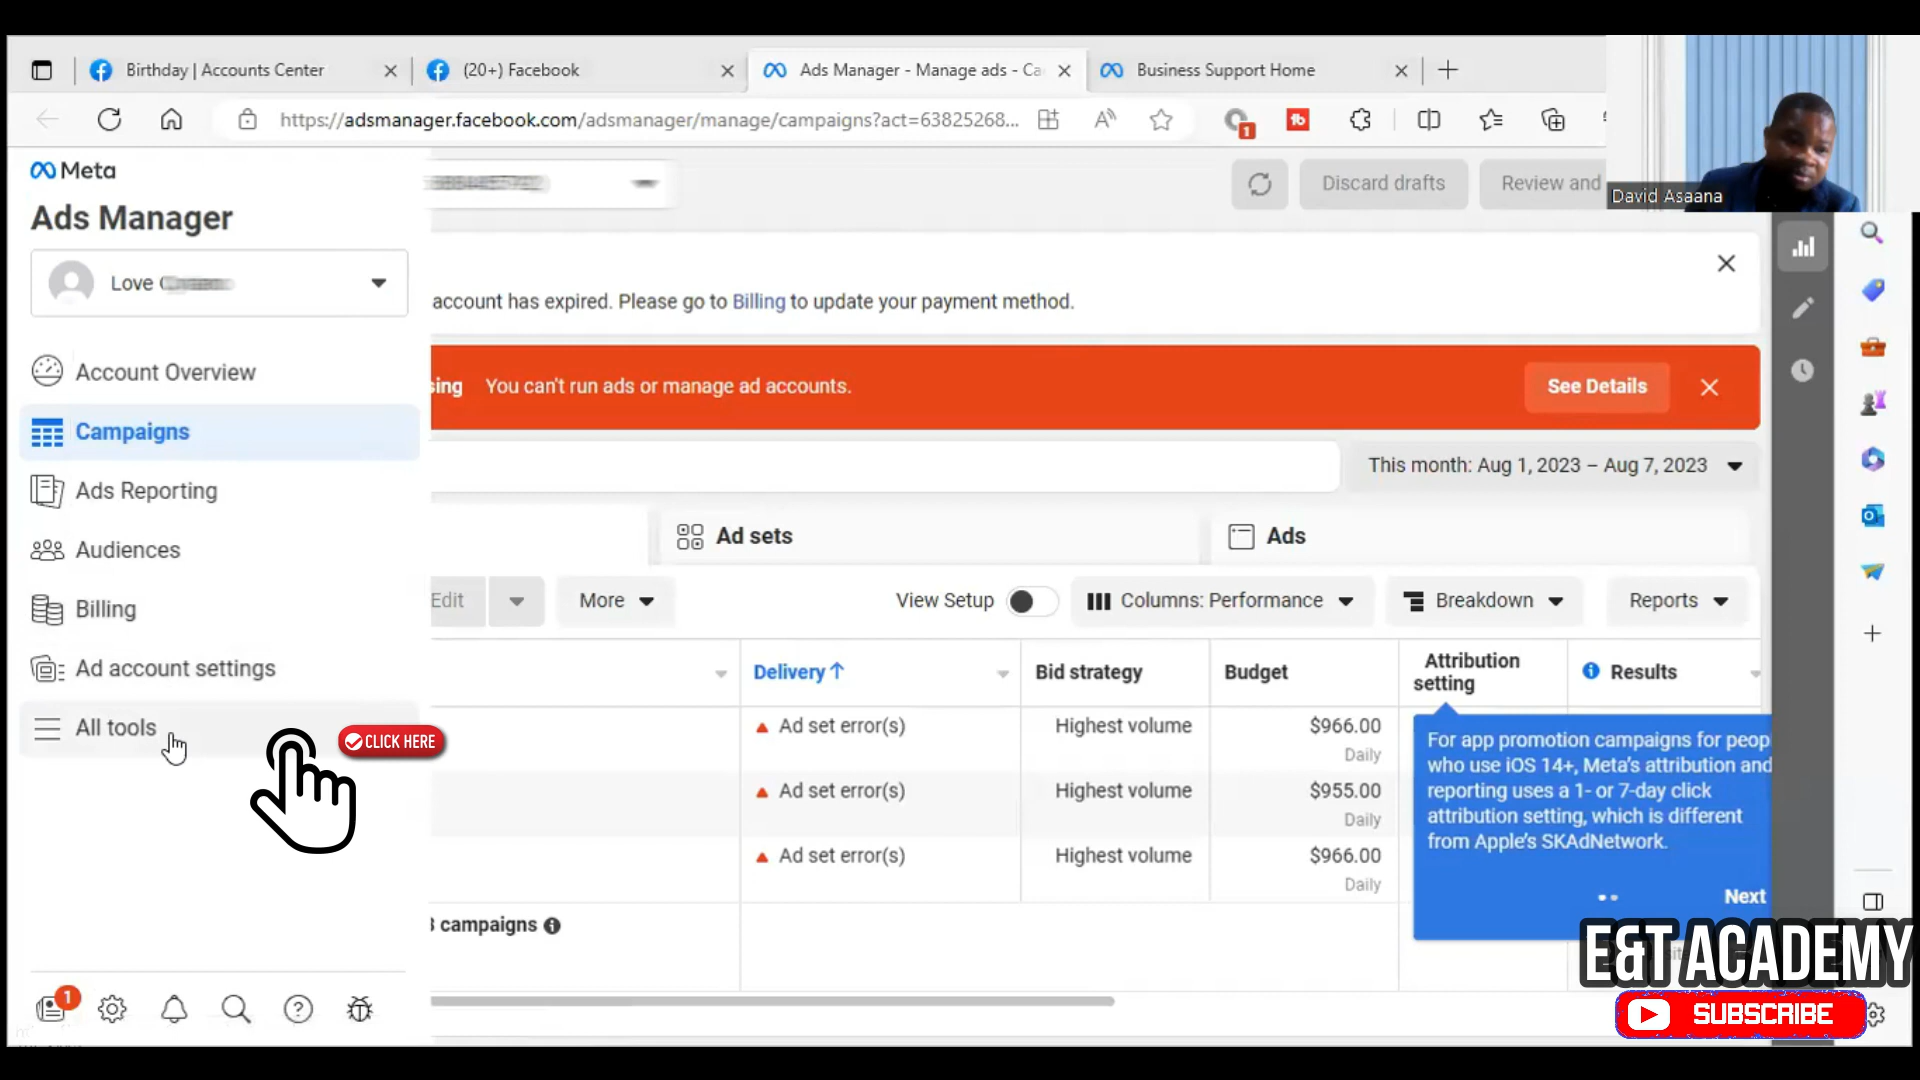 Birthday | Accounts Center
(20+) Facebook
Ads Manager - Manage ads - Ca
Business Support Home
https://adsmanager.facebook.com/adsmanager/manage/campaigns?act=63825268...
1
David Asaana
Meta
Ads Manager
Love
Discard drafts
Review and
account has expired. Please go to Billing to update your payment method.
sing You can't run ads or manage ad accounts.
See Details
Account Overview
Campaigns
Ads Reporting
Audiences
Billing
Ad account settings
All tools
CLICK HERE
1
This month: Aug 1, 2023 – Aug 7, 2023
Ad sets
Ads
Edit
More
View Setup
Columns: Performance
Breakdown
Reports
Delivery ↑
Bid strategy
Budget
Attribution
setting
Results
Ad set error(s)
Highest volume
$966.00
Daily
Ad set error(s)
Highest volume
$955.00
Daily
Ad set error(s)
Highest volume
$966.00
Daily
campaigns
For app promotion campaigns for peop
who use iOS 14+, Meta's attribution and
reporting uses a 1- or 7-day click
attribution setting, which is different
from Apple's SKAdNetwork.
Next
E&T ACADEMY
SUBSCRIBE